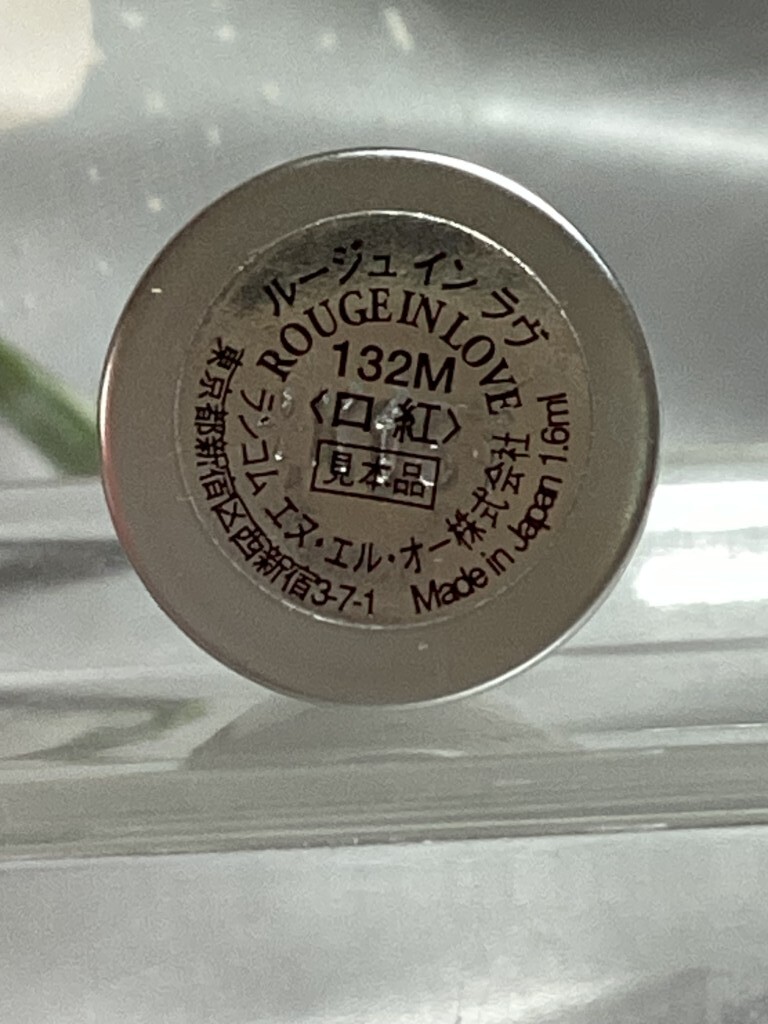 ルージュ イン ラヴ
ROUGE IN LOVE
132M
〈口 紅〉
見本品
ランコム エヌ・エル・オー株式会社
東京都新宿区西新宿3-7-1 Made in Japan 1.6ml